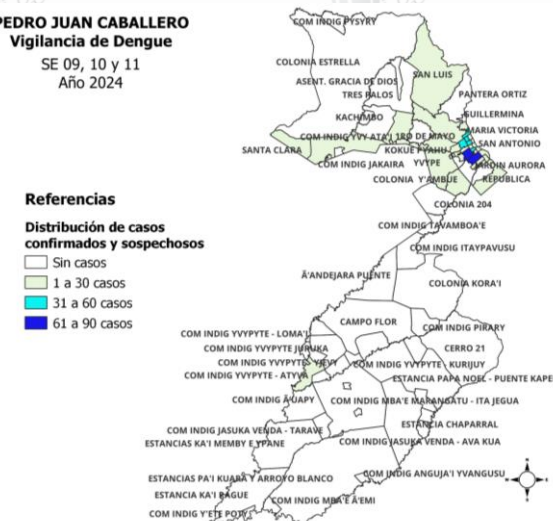 PEDRO JUAN CABALLERO
Vigilancia de Dengue
SE 09, 10 y 11
Año 2024
COM INDIG PYSYRY
COLONIA ESTRELLA
ASENT. GRACIA DE DIOS
SAN LUIS
TRES PALOS
PANTERA ORTIZ
KACHIMBO
GUILLERMINA
COM INDIG YVY ATA'I
1RO DE MAYO
MARIA VICTORIA
SANTA CLARA
KOKUE PYAHU
SAN ANTONIO
COM INDIG JAKAIRA
YVYPE
JARDIN AURORA
COLONIA Y'AMBUE
REPUBLICA
COLONIA 204
COM INDIG TAVAMBOA'E
COM INDIG ITAYPAVUSU
Referencias
Distribución de casos
confirmados y sospechosos
Sin casos
1 a 30 casos
31 a 60 casos
61 a 90 casos
Ã'ANDEJARA PUENTE
COLONIA KORA'I
CAMPO FLOR
COM INDIG PIKARY
COM INDIG YVYPYTE - LOMA'I
COM INDIG YVYPYTE JURUKA
CERRO 21
COM INDIG YVYPYTE - YJEVY
COM INDIG YVYPYTE - KURIJUY
COM INDIG YVYPYTE - ATYVA
ESTANCIA PAPA NOEL - PUENTE KAPE
COM INDIG Ã'UAPY
COM INDIG MBA'E MARANGATU - ITA JEGUA
ESTANCIA CHAPARRAL
COM INDIG JASUKA VENDA - TARAVE
ESTANCIAS KA'I MEMBY E YPANE
COM INDIG JASUKA VENDA - AVA KUA
ESTANCIAS PA'I KUARA Y ARROYO BLANCO
COM INDIG ANGUJA'I YVANGUSU
ESTANCIA KA'I PAGUE
COM INDIG MBA'E Ã'EMI
COM INDIG Y'ETE POTY